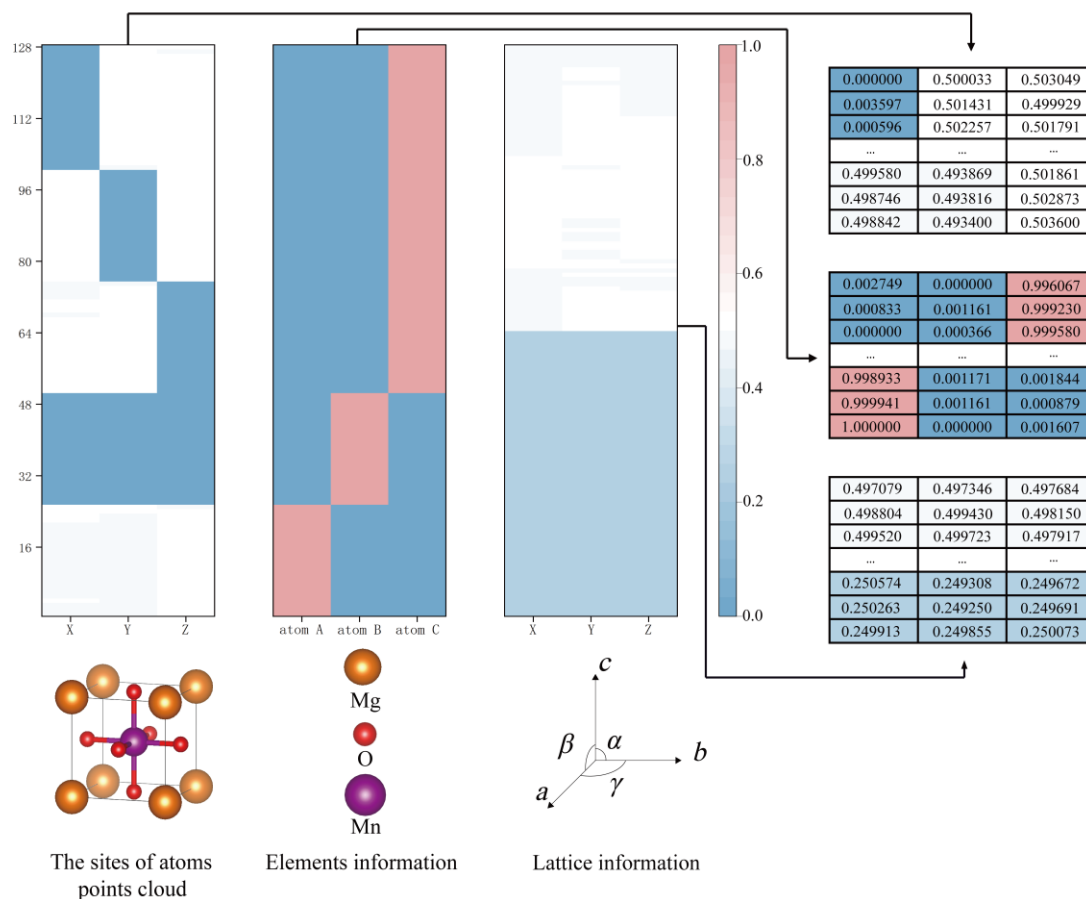 128
112
96
80
64
48
32
16
X Y Z
atom A atom B atom C
X Y Z
1.0
0.8
0.6
0.4
0.2
0.0
0.000000 0.500033 0.503049
0.003597 0.501431 0.499929
0.000596 0.502257 0.501791
... ... ...
0.499580 0.493869 0.501861
0.498746 0.493816 0.502873
0.498842 0.493400 0.503600
0.002749 0.000000 0.996067
0.000833 0.001161 0.999230
0.000000 0.000366 0.999580
... ... ...
0.998933 0.001171 0.001844
0.999941 0.001161 0.000879
1.000000 0.000000 0.001607
0.497079 0.497346 0.497684
0.498804 0.499430 0.498150
0.499520 0.499723 0.497917
... ... ...
0.250574 0.249308 0.249672
0.250263 0.249250 0.249691
0.249913 0.249855 0.250073
Mg
O
Mn
c
β α b
a γ
The sites of atoms
points cloud
Elements information
Lattice information